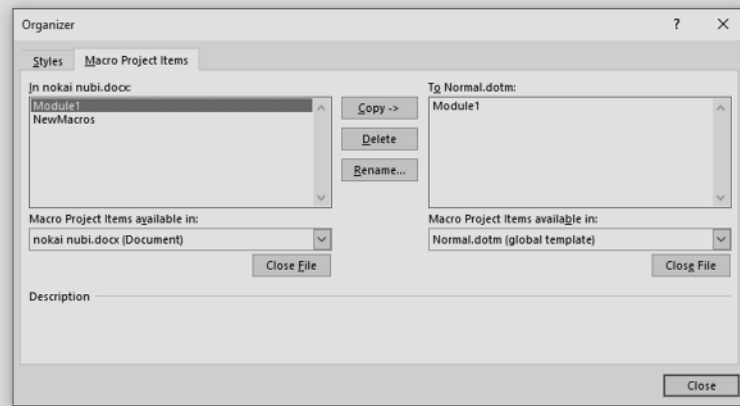 Organizer
? ×
Styles Macro Project Items
In nokai nubi.docx:
Module1
NewMacros
Copy ->
Delete
Rename...
To Normal.dotm:
Module1
Macro Project Items available in:
nokai nubi.docx (Document)
Close File
Macro Project Items available in:
Normal.dotm (global template)
Close File
Description
Close